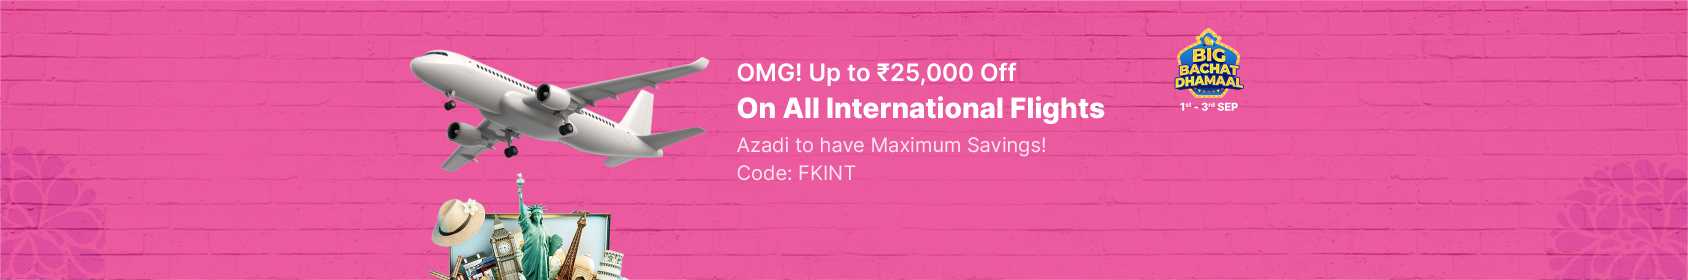 OMG! Up to ₹25,000 Off
On All International Flights
Azadi to have Maximum Savings!
Code: FKINT
BIG
BACHAT
DHAMAAL
1st - 3rd SEP